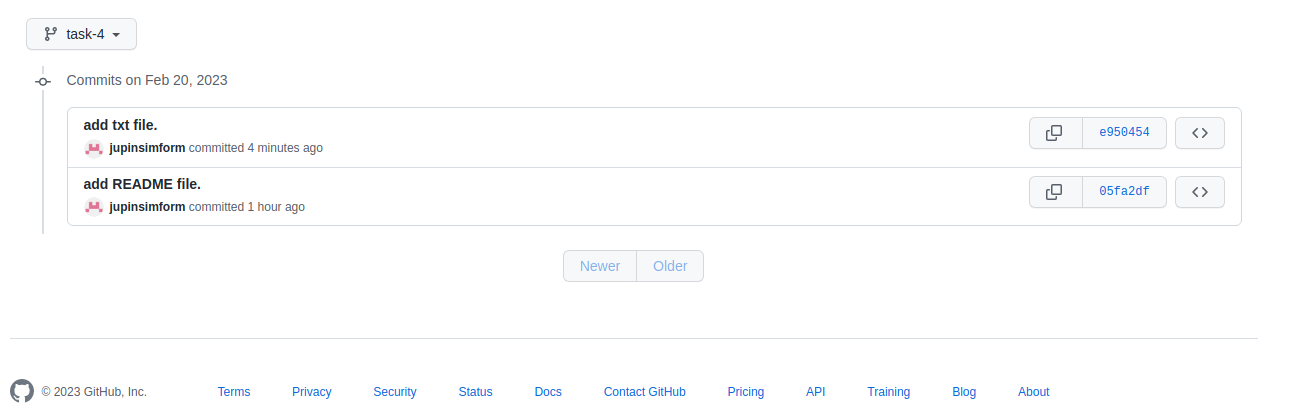 task-4
Commits on Feb 20, 2023
add txt file.
jupinsimform committed 4 minutes ago
e950454
add README file.
jupinsimform committed 1 hour ago
05fa2df
Newer Older
© 2023 GitHub, Inc. Terms Privacy Security Status Docs Contact GitHub Pricing API Training Blog About